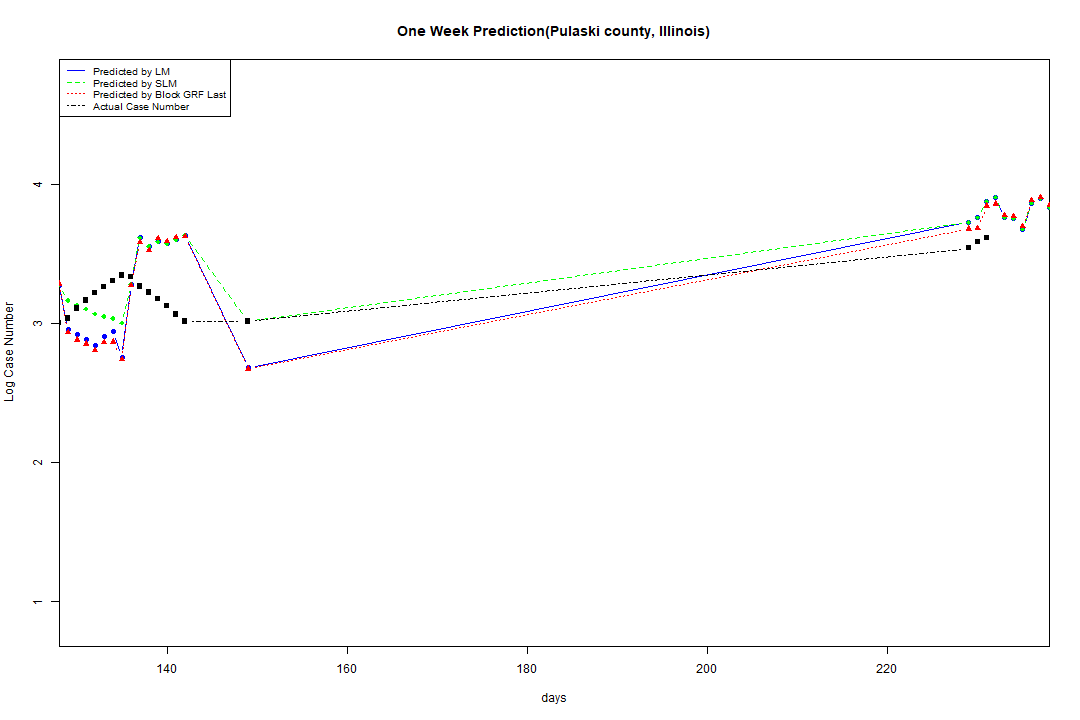 One Week Prediction(Pulaski county, Illinois)
Predicted by LM
Predicted by SLM
Predicted by Block GRF Last
Actual Case Number
4
3
2
1
Log Case Number
140 160 180 200 220
days